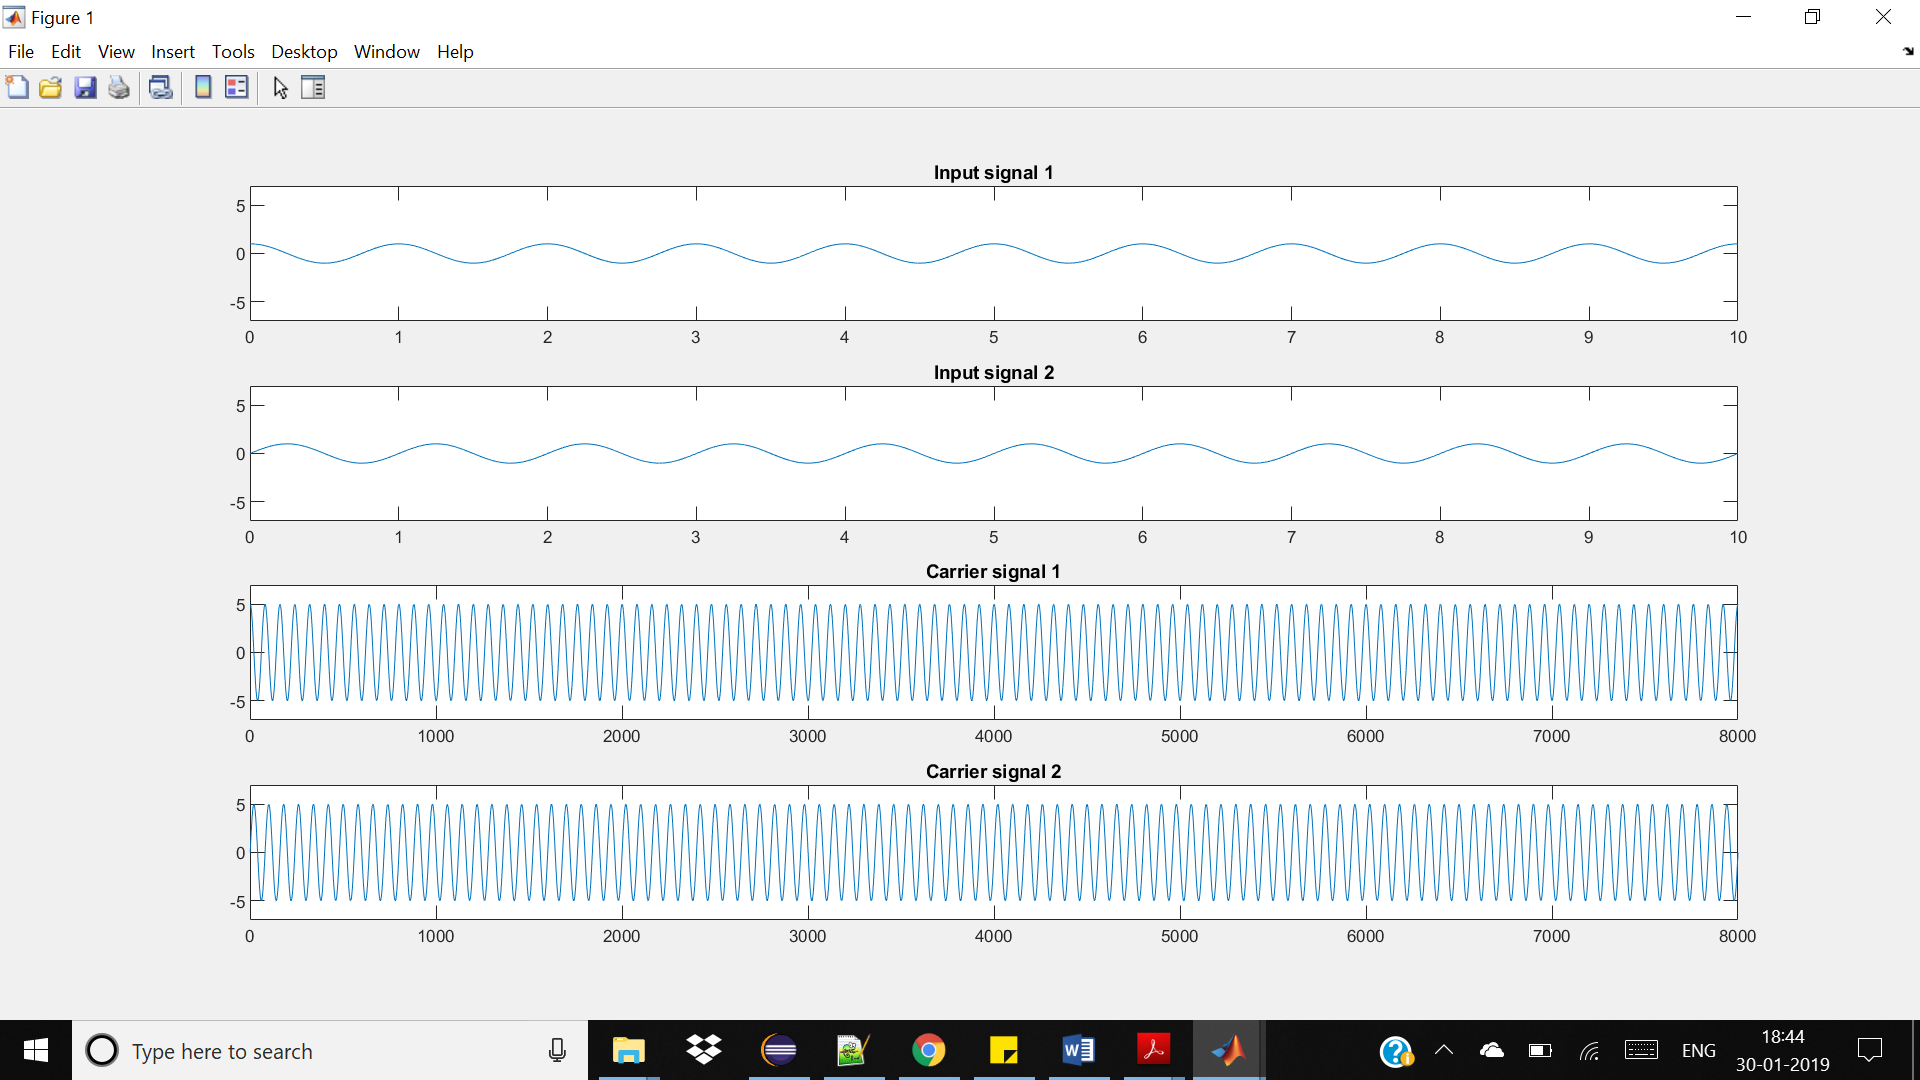 Figure 1
File Edit View Insert Tools Desktop Window Help
Input signal 1
5
0
-5
0 1 2 3 4 5 6 7 8 9 10
Input signal 2
5
0
-5
0 1 2 3 4 5 6 7 8 9 10
Carrier signal 1
5
0
-5
0 1000 2000 3000 4000 5000 6000 7000 8000
Carrier signal 2
5
0
-5
0 1000 2000 3000 4000 5000 6000 7000 8000
Type here to search
ENG
18:44
30-01-2019